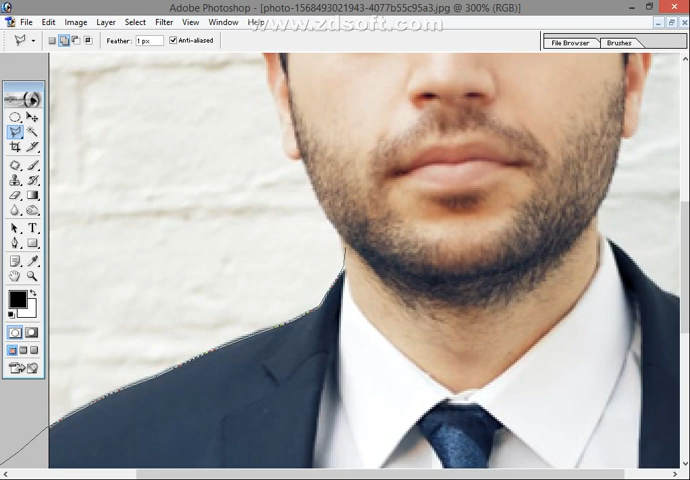 Adobe Photoshop - [photo-1568493021943-4077b55c95a3.jpg @ 300% (RGB)]
File Edit Image Layer Select Filter View Window Help
www.zdsoft.com
Feather: 1 px Anti-aliased
File Browser Brushes